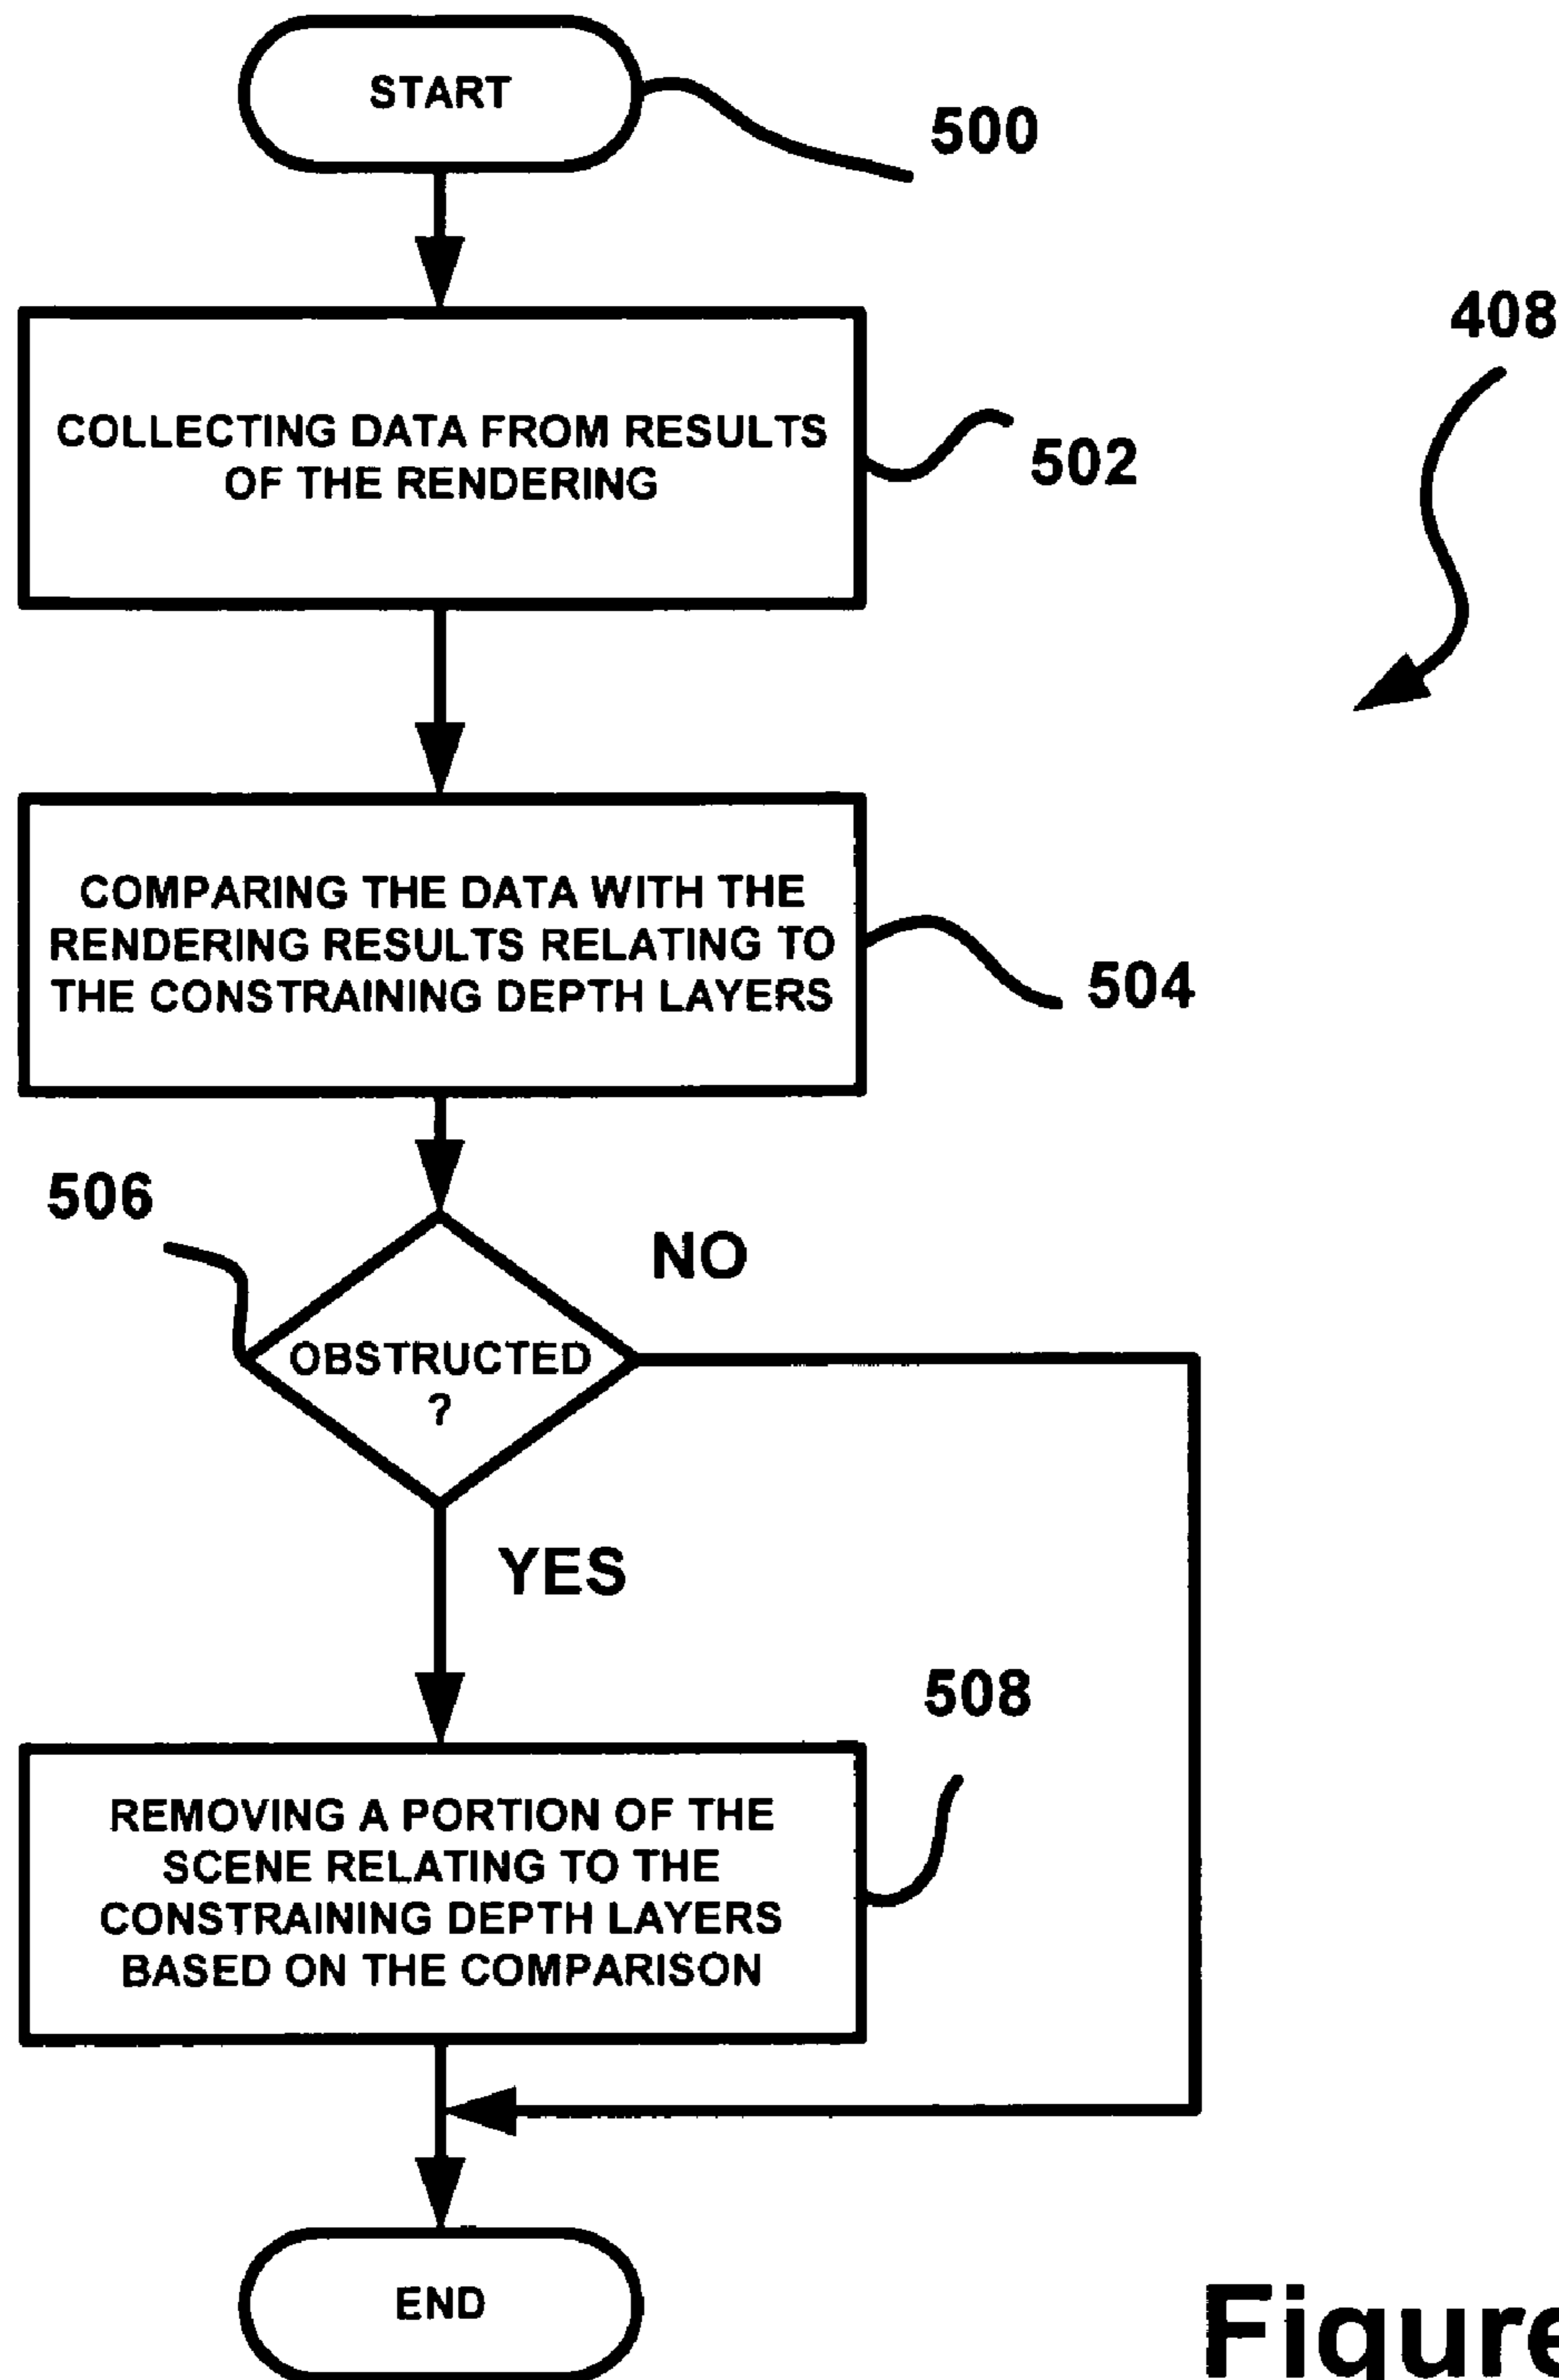 START
500
408
COLLECTING DATA FROM RESULTS
OF THE RENDERING
502
COMPARING THE DATA WITH THE
RENDERING RESULTS RELATING TO
THE CONSTRAINING DEPTH LAYERS
504
506
NO
OBSTRUCTED
?
YES
508
REMOVING A PORTION OF THE
SCENE RELATING TO THE
CONSTRAINING DEPTH LAYERS
BASED ON THE COMPARISON
END
Figure